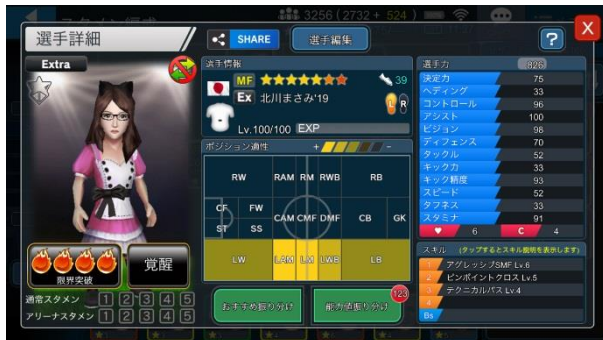 3256 ( 2732 + 524 )
選手詳細
SHARE
選手編集
?
X
Extra
選手情報
MF
39
Ex 北川まさみ'19
L R
Lv.100/100 EXP
ポジション適性 + -
RW RAM RM RWB RB
CF FW
CAM CMF DMF CB GK
ST SS
LW LAM LM LWB LB
限界突破
覚醒
通常スタメン 1 2 3 4 5
アリーナスタメン 1 2 3 4 5
おすすめ振り分け
能力値振り分け
123
選手力 826
決定力 75
ヘディング 33
コントロール 96
アシスト 100
ビジョン 98
ディフェンス 70
タックル 52
キック力 33
キック精度 93
スピード 52
タフネス 33
スタミナ 91
6 C 4
スキル (タップするとスキル説明を表示します)
1 アグレッシブSMF Lv.6
2 ピンポイントクロス Lv.5
3 テクニカルパス Lv.4
4
Bs